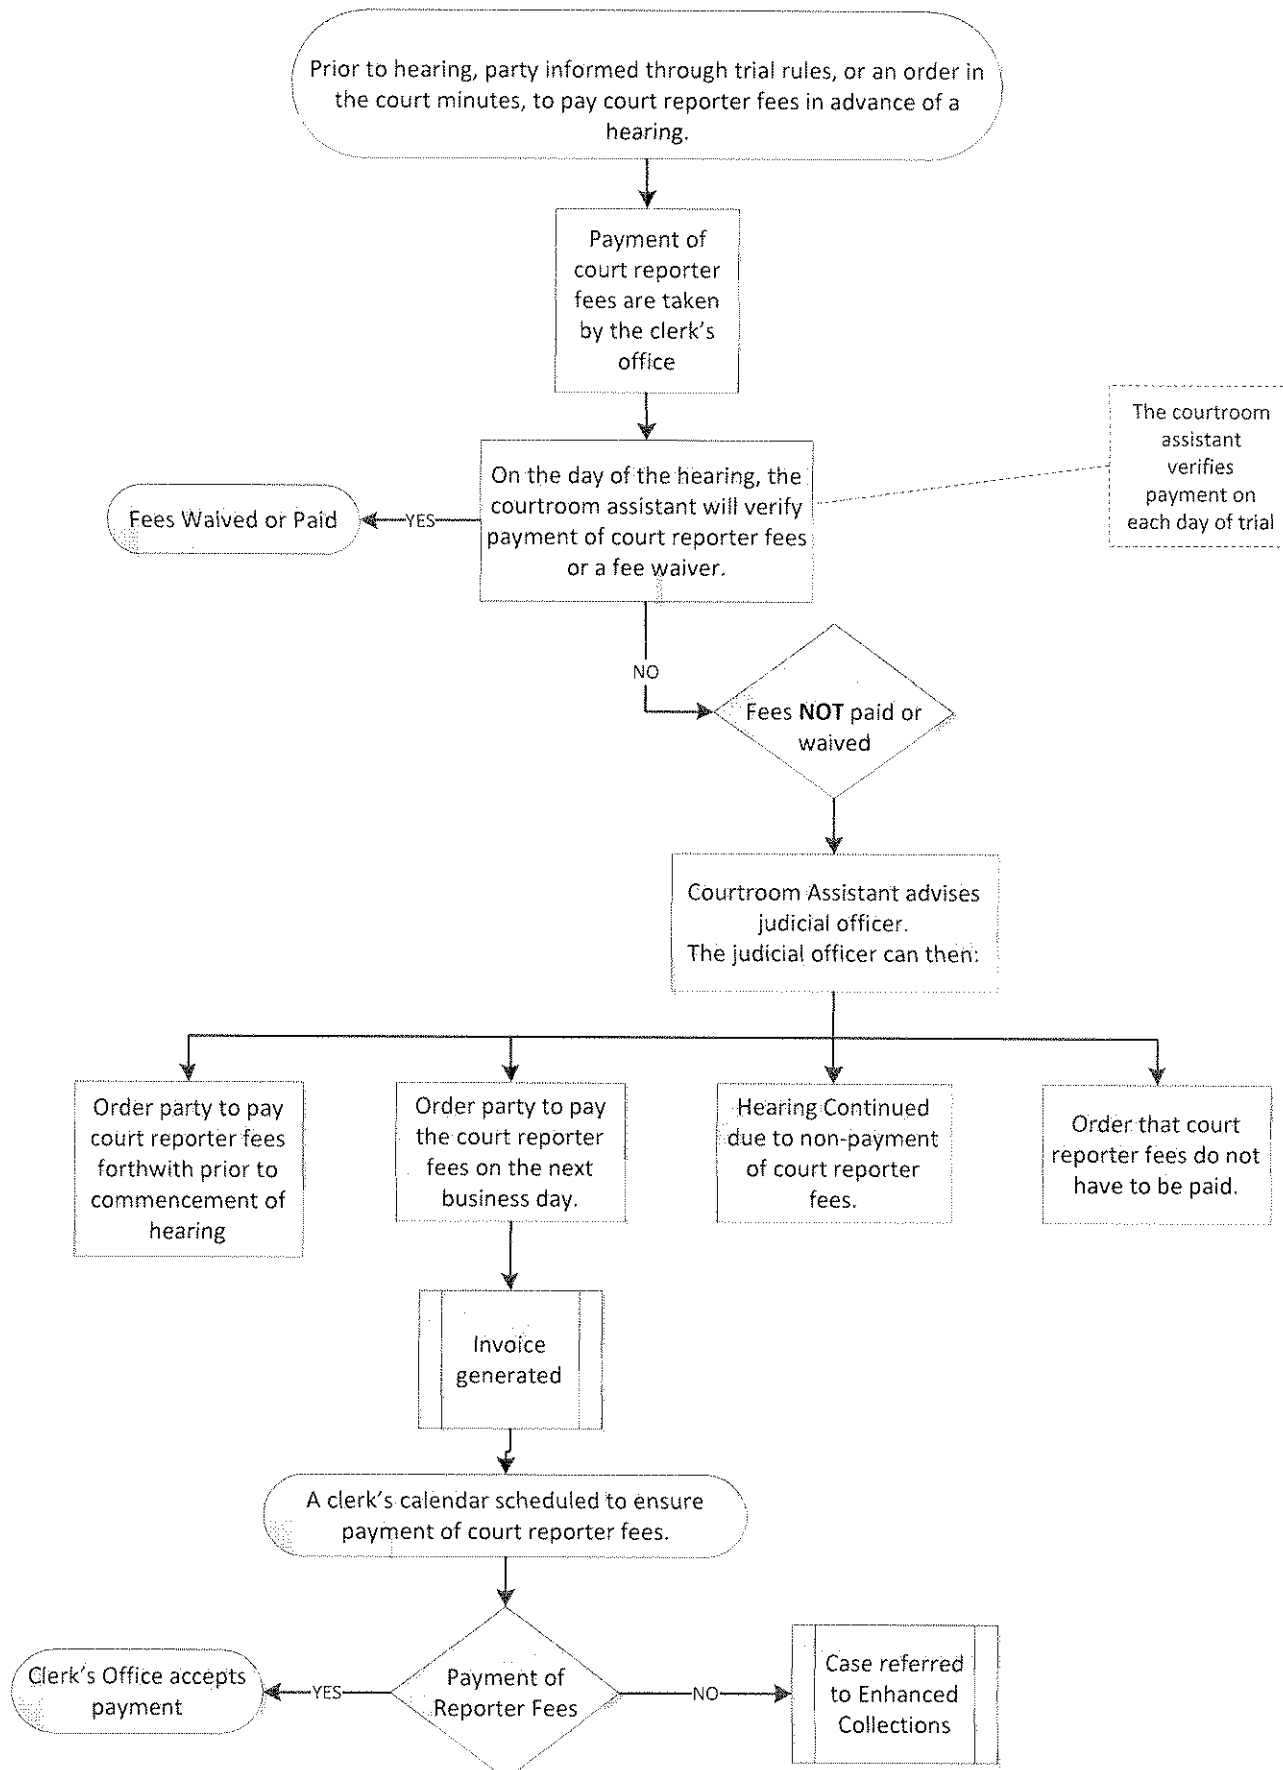 Prior to hearing, party informed through trial rules, or an order in
the court minutes, to pay court reporter fees in advance of a
hearing.
Payment of
court reporter
fees are taken
by the clerk's
office
The courtroom
assistant
verifies
payment on
each day of trial
On the day of the hearing, the
courtroom assistant will verify
payment of court reporter fees
or a fee waiver.
YES
Fees Waived or Paid
NO
Fees NOT paid or
waived
Courtroom Assistant advises
judicial officer.
The judicial officer can then:
Order party to pay
court reporter fees
forthwith prior to
commencement of
hearing
Order party to pay
the court reporter
fees on the next
business day.
Hearing Continued
due to non-payment
of court reporter
fees.
Order that court
reporter fees do not
have to be paid.
Invoice
generated
A clerk's calendar scheduled to ensure
payment of court reporter fees.
Clerk's Office accepts
payment
YES
Payment of
Reporter Fees
NO
Case referred
to Enhanced
Collections